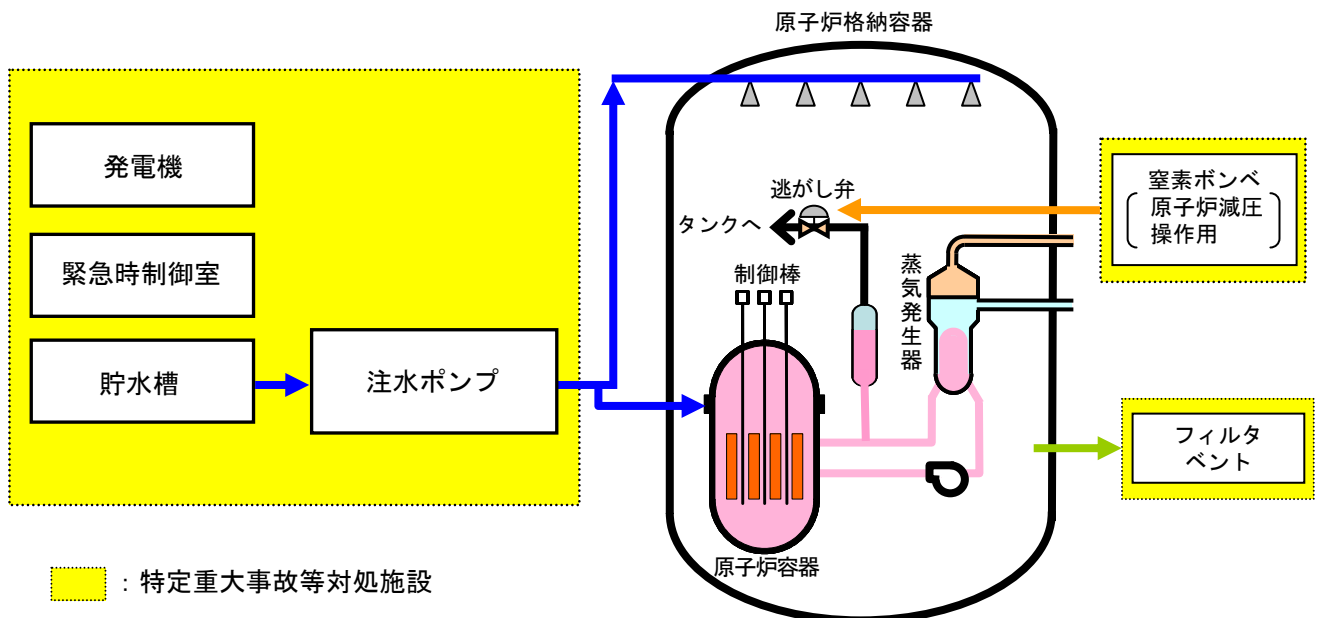 原子炉格納容器
発電機
緊急時制御室
貯水槽
注水ポンプ
逃がし弁
タンクへ
制御棒
蒸気発生器
原子炉容器
窒素ボンベ
原子炉減圧
操作用
フィルタ
ベント
：特定重大事故等対処施設